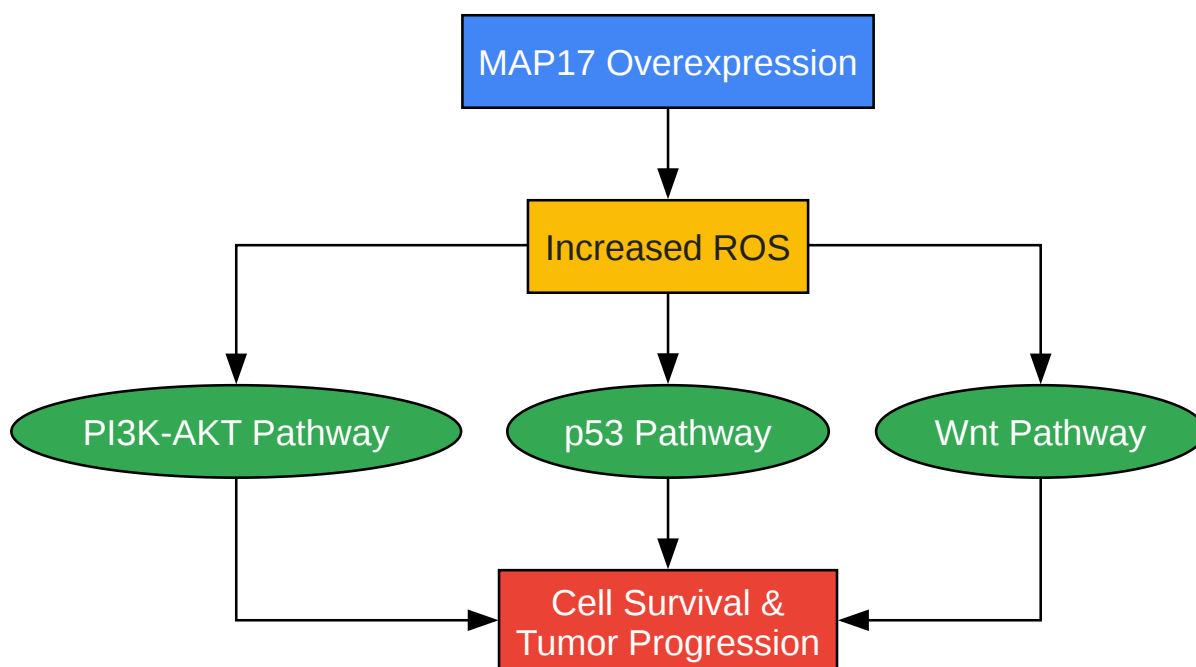 MAP17 Overexpression
Increased ROS
PI3K-AKT Pathway
p53 Pathway
Wnt Pathway
Cell Survival &
Tumor Progression